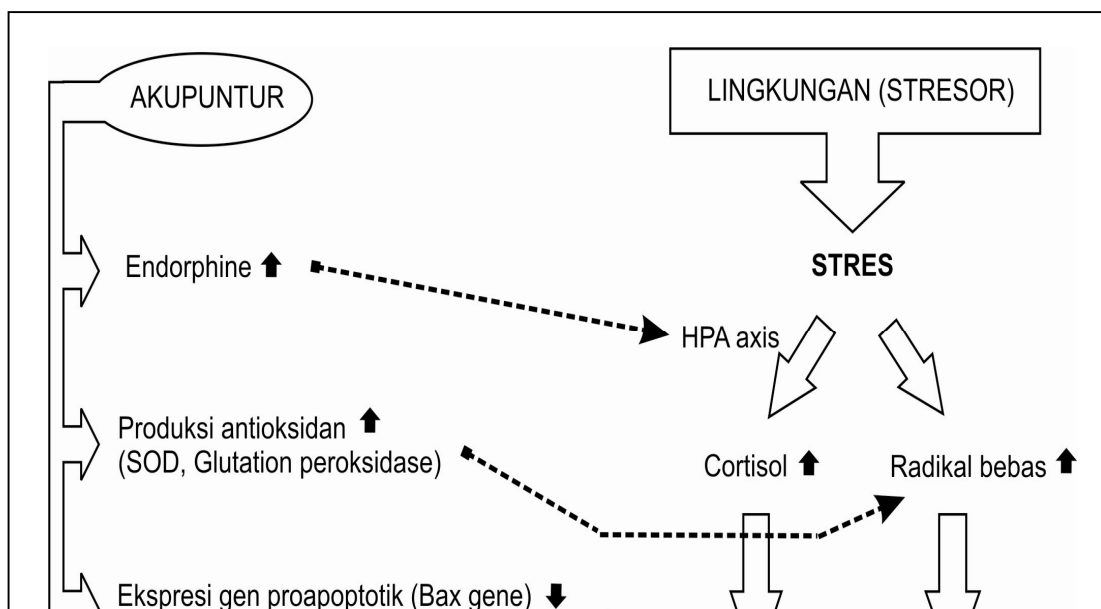 AKUPUNTUR
LINGKUNGAN (STRESOR)
Endorphine
STRES
HPA axis
Produksi antioksidan
(SOD, Glutation peroksidase)
Cortisol
Radikal bebas
Ekspresi gen proapoptotik (Bax gene)